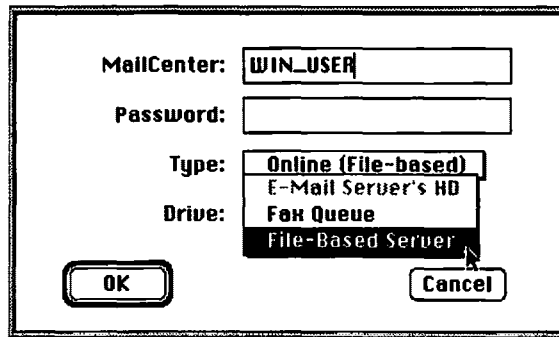 MailCenter: WIN_USER
Password:
Type: Online (File-based)
E-Mail Server's HD
Drive: Fax Queue
File-Based Server
OK Cancel